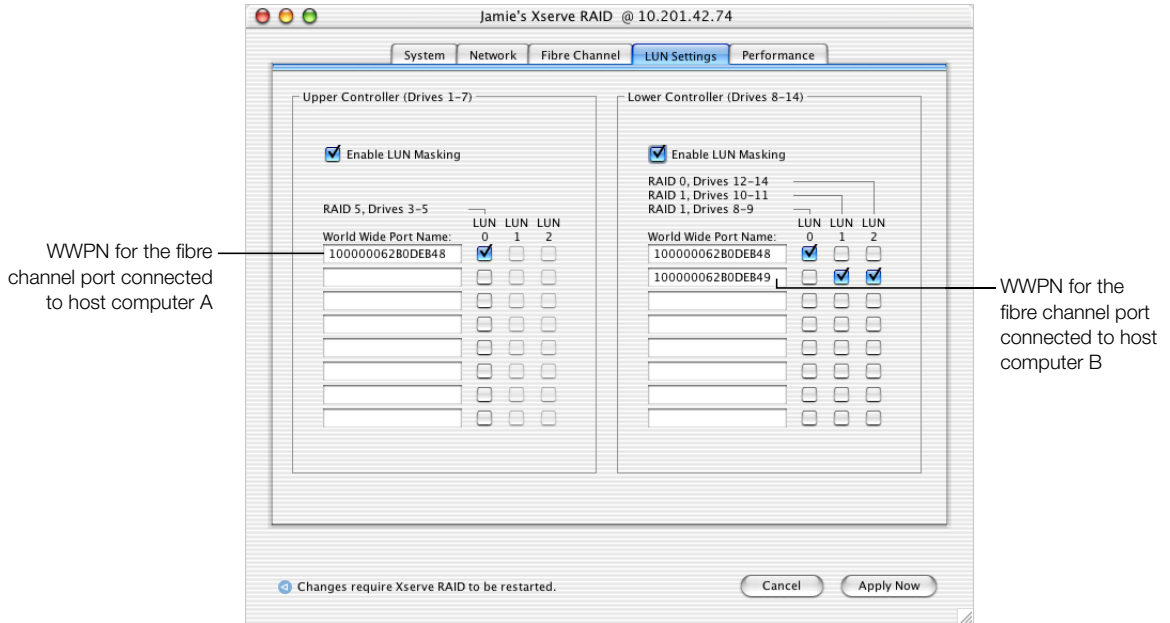 Jamie's Xserve RAID @ 10.201.42.74
System Network Fibre Channel LUN Settings Performance
Upper Controller (Drives 1–7)
Enable LUN Masking
RAID 5, Drives 3–5
LUN LUN LUN
World Wide Port Name: 0 1 2
100000062B0DEB48
Lower Controller (Drives 8–14)
Enable LUN Masking
RAID 0, Drives 12–14
RAID 1, Drives 10–11
RAID 1, Drives 8–9
LUN LUN LUN
World Wide Port Name: 0 1 2
100000062B0DEB48
100000062B0DEB49
WWPN for the fibre
channel port connected
to host computer A
WWPN for the
fibre channel port
connected to host
computer B
Changes require Xserve RAID to be restarted.
Cancel Apply Now